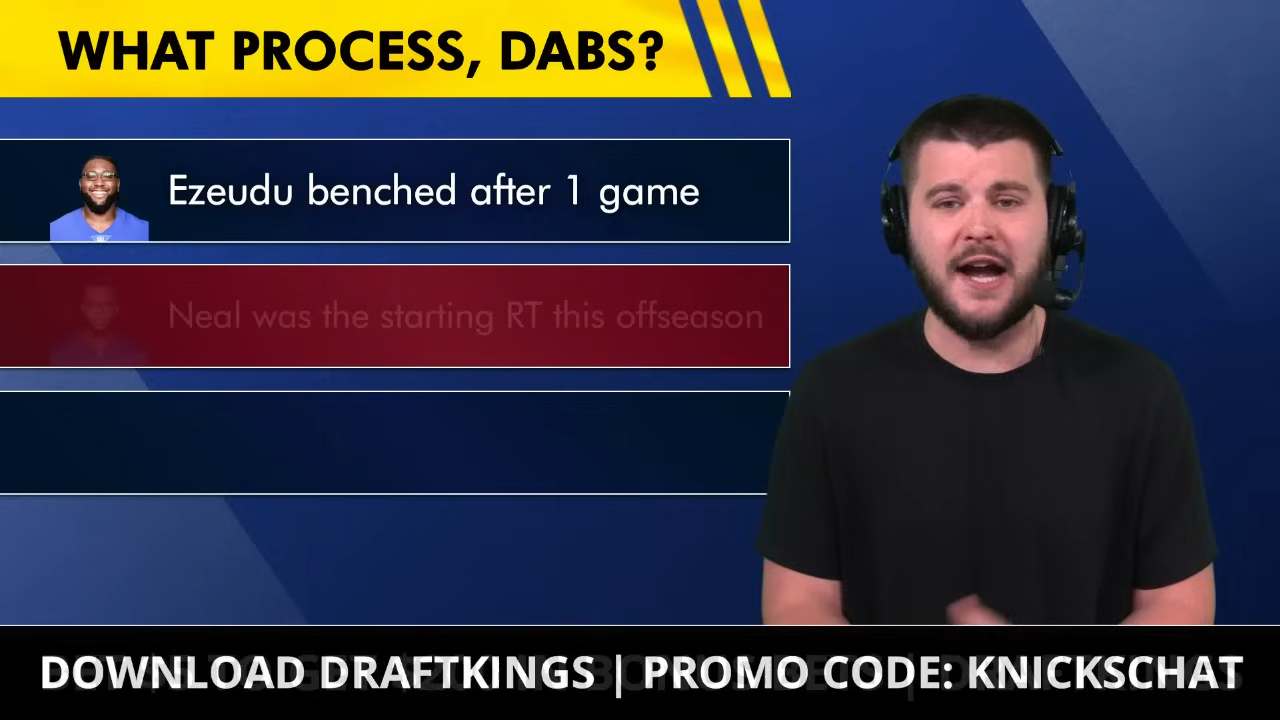 WHAT PROCESS, DABS?
Ezeudu benched after 1 game
Neal was the starting RT this offseason
DOWNLOAD DRAFTKINGS | PROMO CODE: KNICKSCHAT